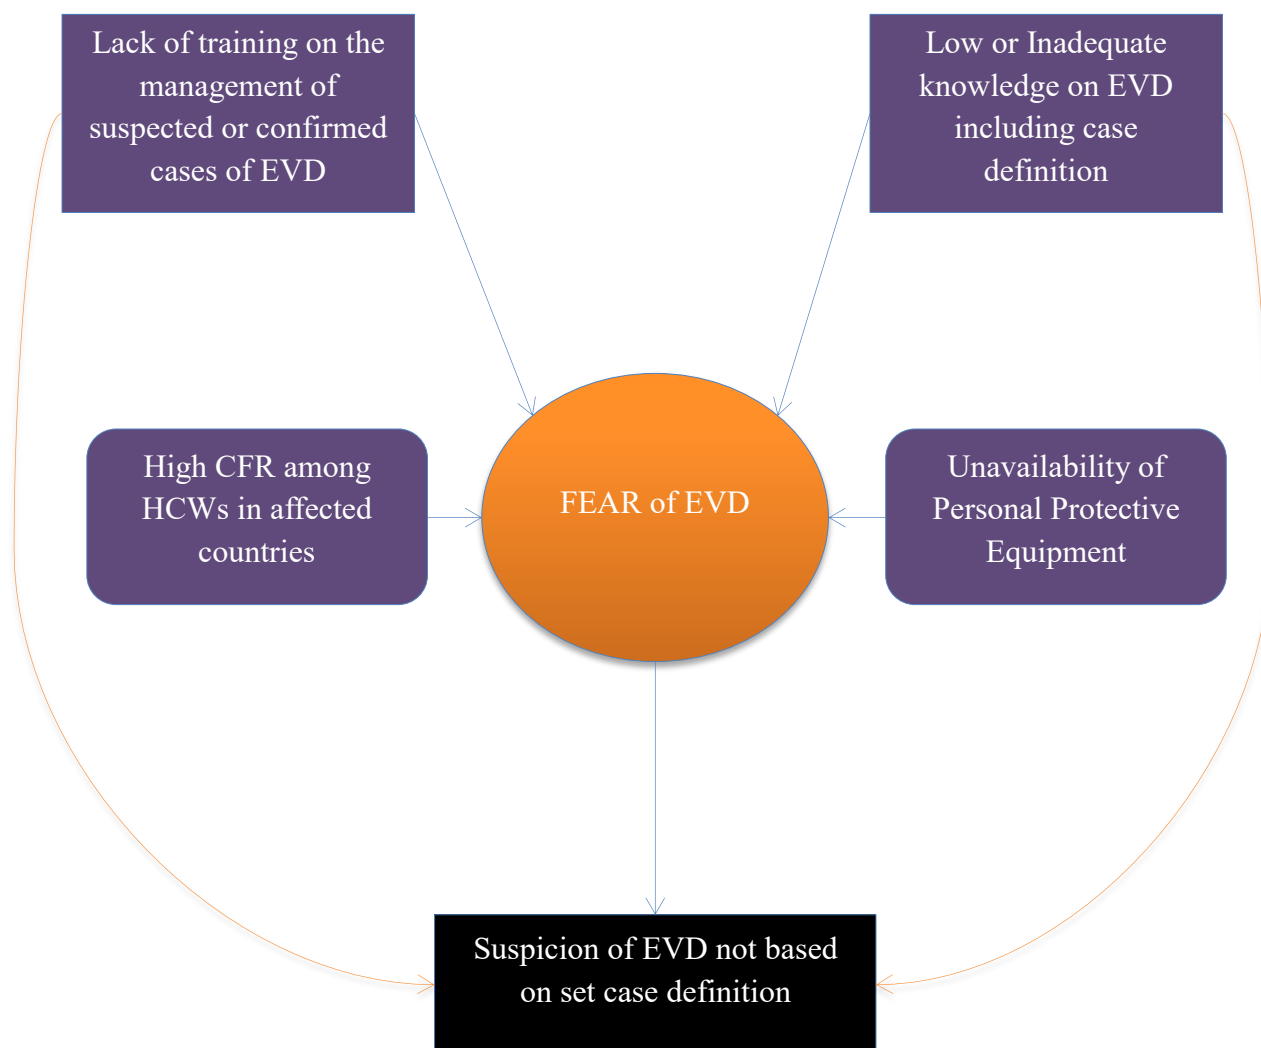 Lack of training on the
management of
suspected or confirmed
cases of EVD
Low or Inadequate
knowledge on EVD
including case
definition
High CFR among
HCWs in affected
countries
FEAR of EVD
Unavailability of
Personal Protective
Equipment
Suspicion of EVD not based
on set case definition